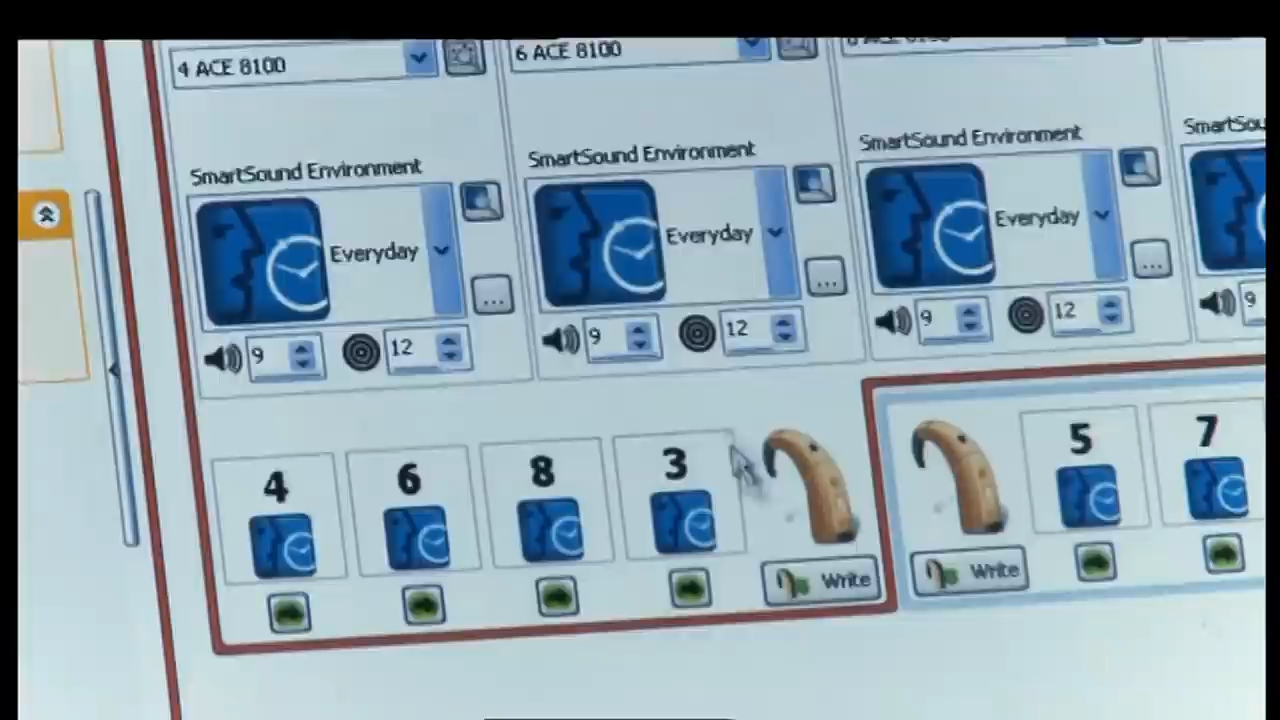 4 ACE 8100
6 ACE 8100
SmartSound Environment
SmartSound Environment
SmartSound Environment
Everyday
Everyday
Everyday
9
12
9
12
9
12
9
4
6
8
3
5
7
Write
Write